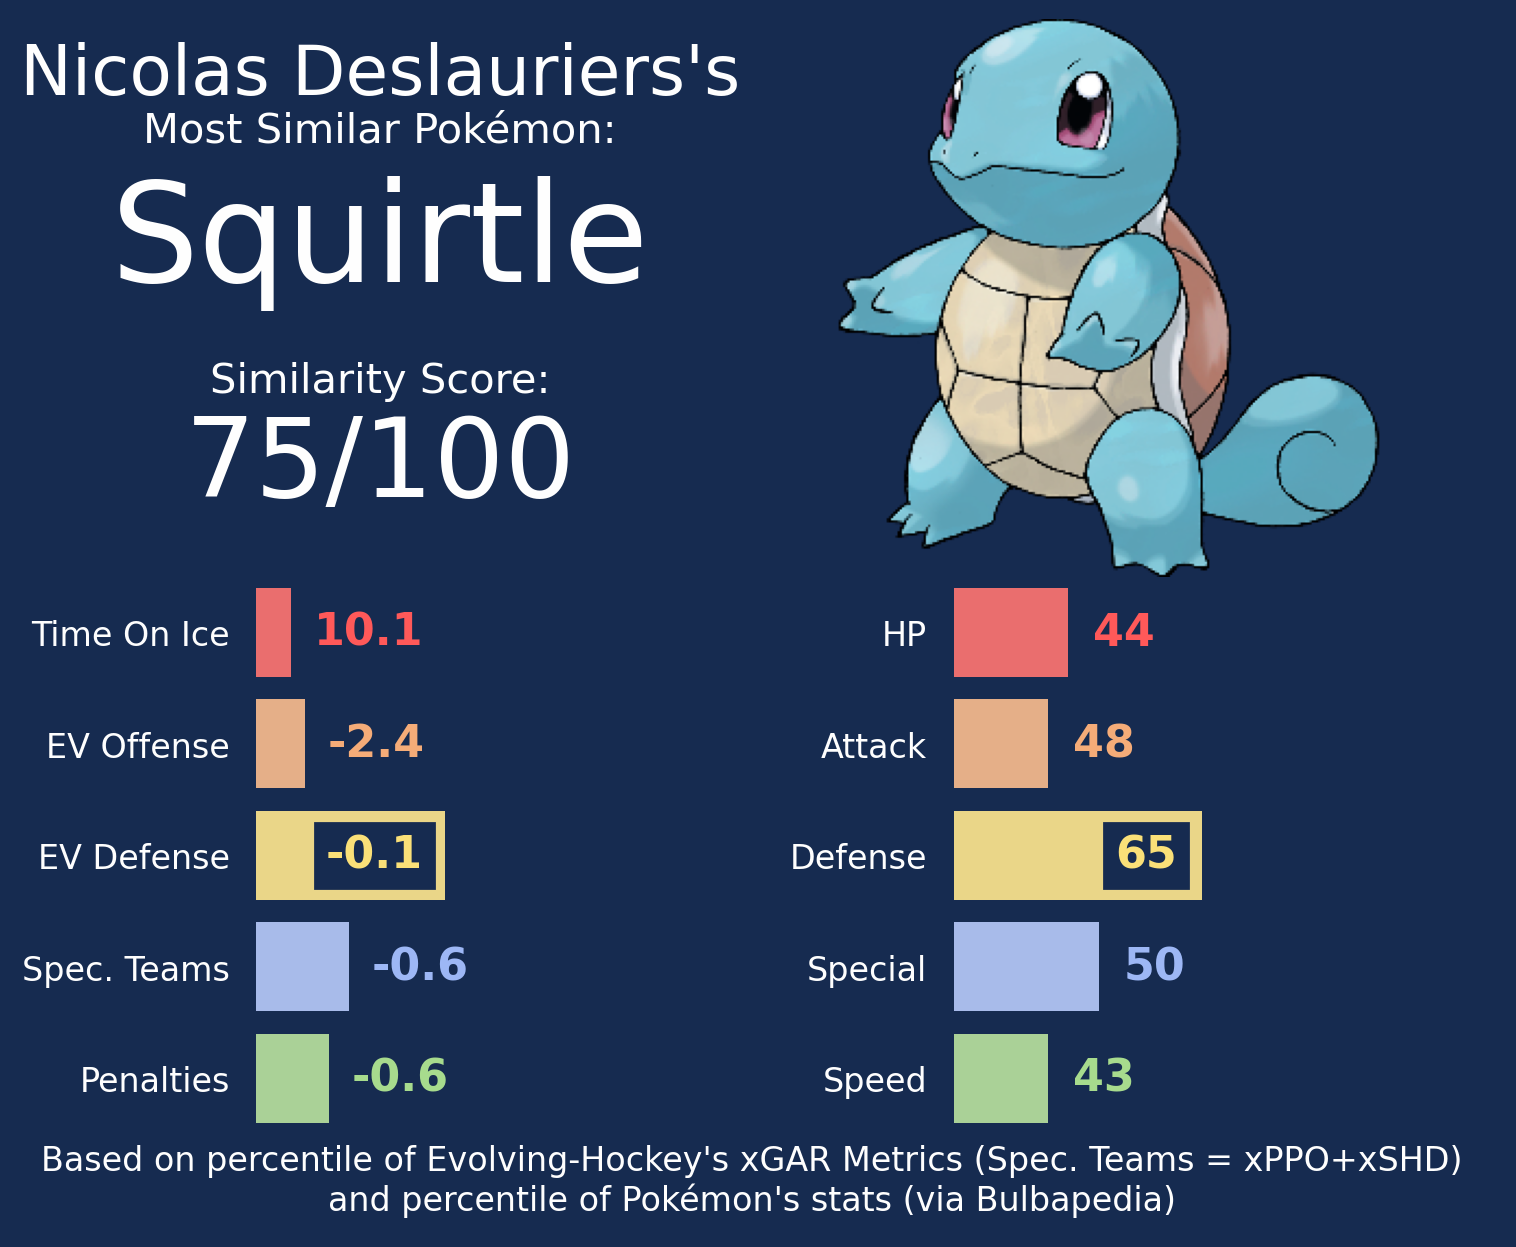 Nicolas Deslauriers's
Most Similar Pokémon:
Squirtle
Similarity Score:
75/100
Time On Ice 10.1
EV Offense -2.4
EV Defense -0.1
Spec. Teams -0.6
Penalties -0.6
HP 44
Attack 48
Defense 65
Special 50
Speed 43
Based on percentile of Evolving-Hockey's xGAR Metrics (Spec. Teams = xPPO+xSHD)
and percentile of Pokémon's stats (via Bulbapedia)